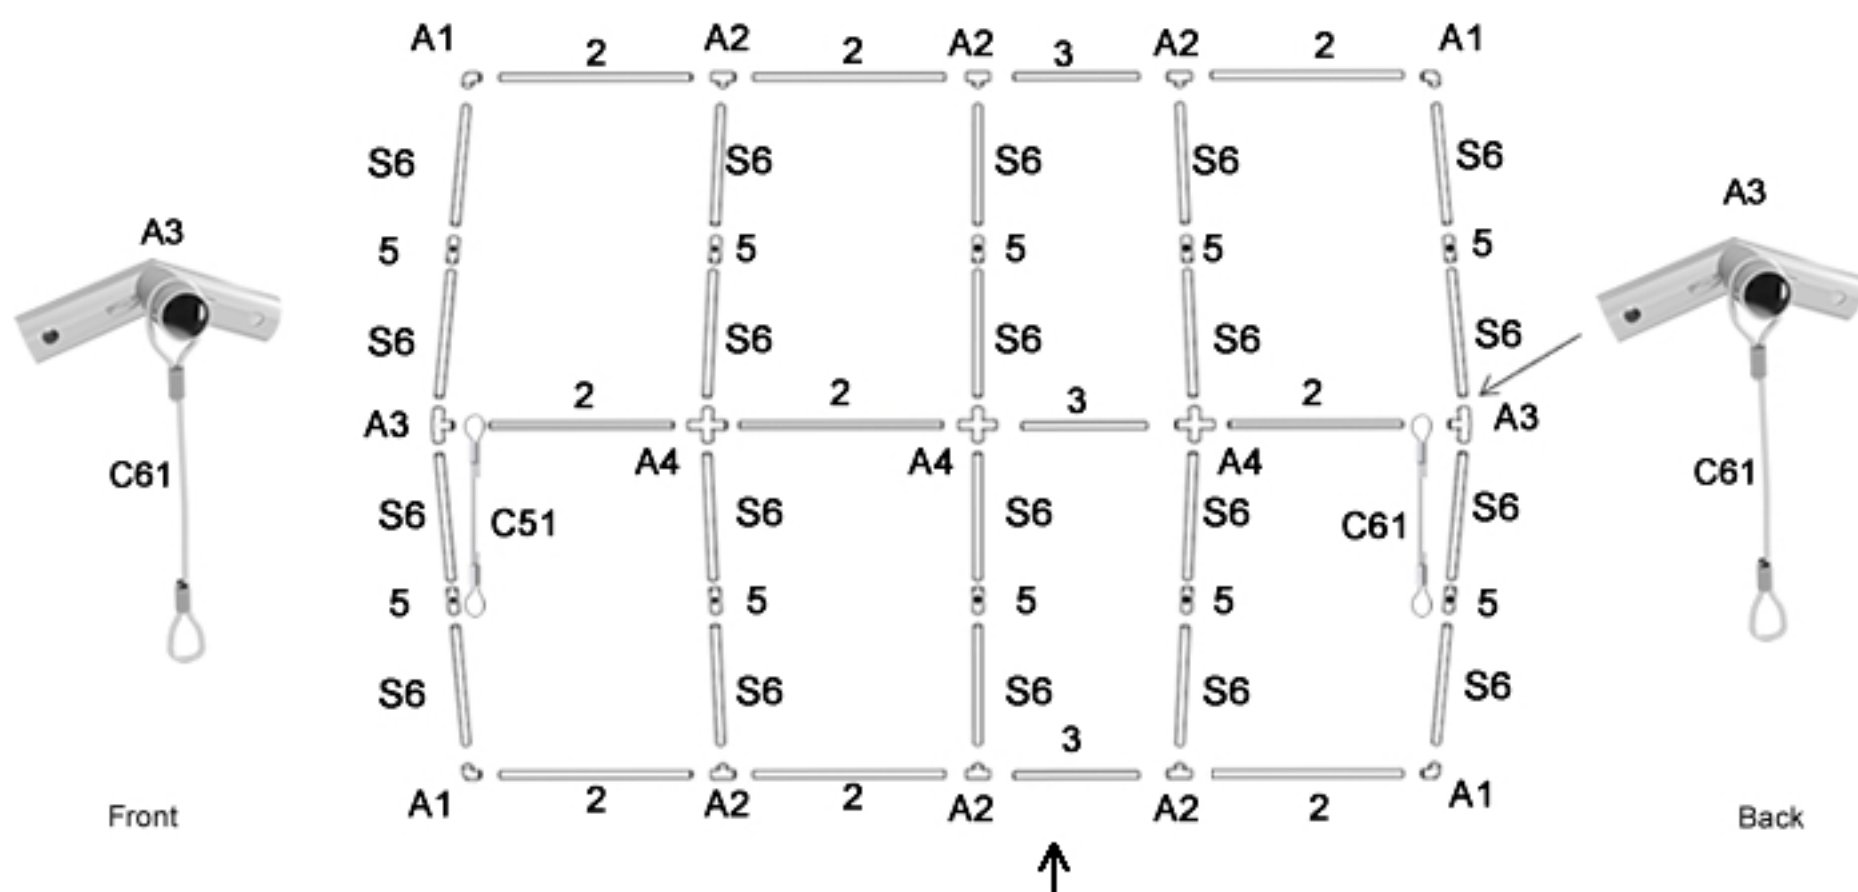 A1 2 A2 2 A2 3 A2 2 A1
S6 S6 S6 S6 S6
A3 A3
5 5 5 5 5
S6 S6 S6 S6 S6
A3 2 2 3 2 A3
A4 A4 A4
C61 C61
S6 C51 S6 S6 S6 C61 S6
5 5 5 5 5
S6 S6 S6 S6 S6
3
A1 2 A2 2 A2 A2 2 A1
Front Back